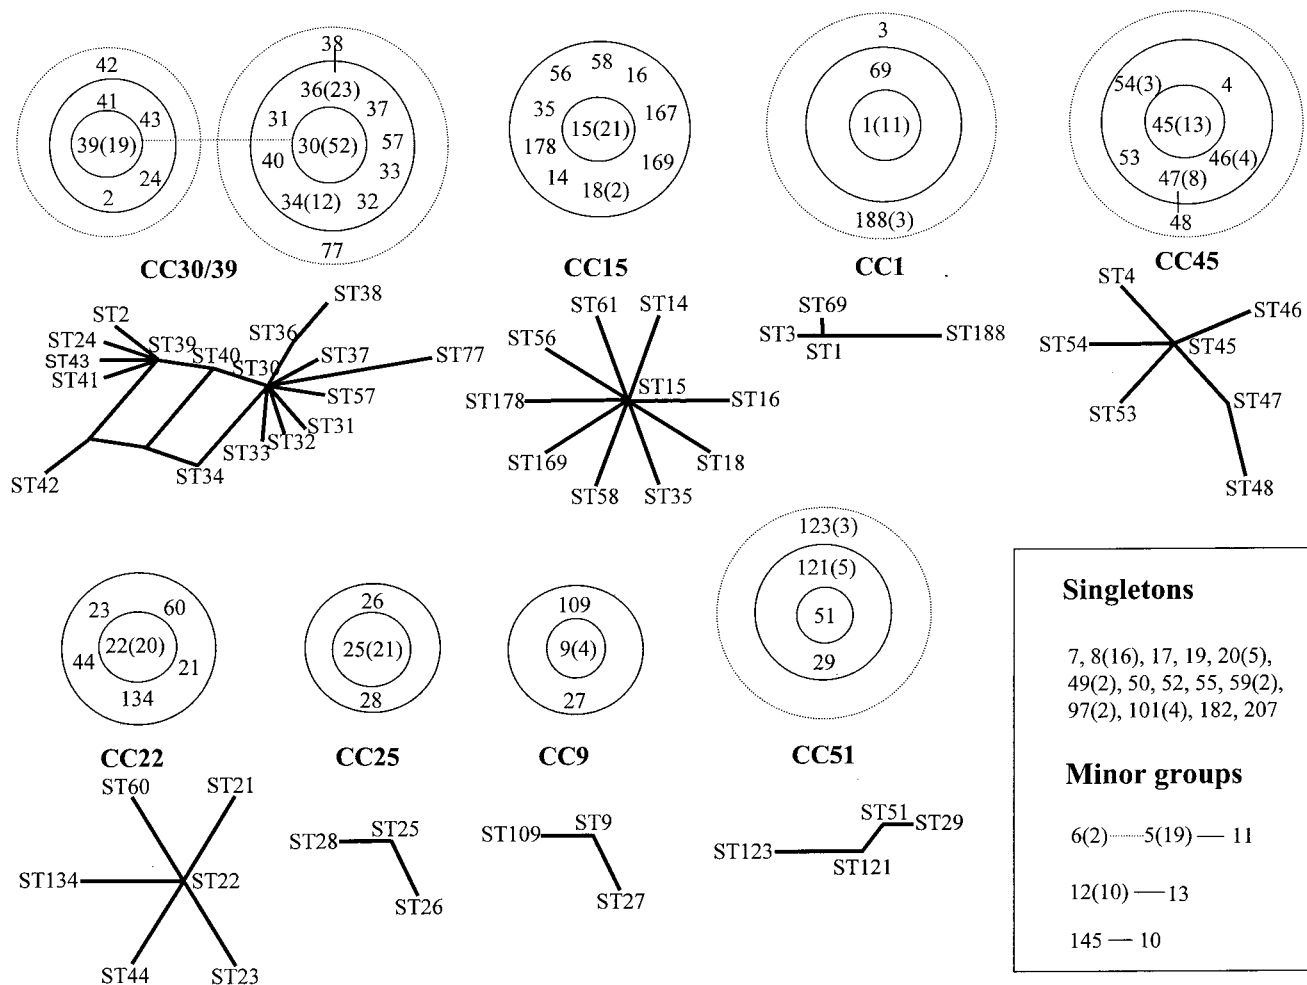 42
41
43
39(19)
24
2
38
36(23)
31
37
30(52)
57
40
33
34(12)
32
77
CC30/39
58
56
16
35
167
15(21)
178
169
14
18(2)
CC15
3
69
1(11)
188(3)
CC1
54(3)
4
45(13)
53
46(4)
47(8)
48
CC45
ST38
ST2
ST36
ST24
ST39
ST40
ST37
ST43
ST30
ST77
ST41
ST57
ST31
ST32
ST33
ST34
ST42
ST61
ST14
ST56
ST15
ST178
ST16
ST169
ST18
ST58
ST35
ST69
ST3
ST188
ST1
ST4
ST46
ST54
ST45
ST53
ST47
ST48
23
60
22(20)
44
21
134
CC22
26
25(21)
28
CC25
109
9(4)
27
CC9
123(3)
121(5)
51
29
CC51
ST60
ST21
ST134
ST22
ST44
ST23
ST28
ST25
ST26
ST109
ST9
ST27
ST51
ST29
ST123
ST121
Singletons
7, 8(16), 17, 19, 20(5),
49(2), 50, 52, 55, 59(2),
97(2), 101(4), 182, 207
Minor groups
6(2) 5(19) — 11
12(10) — 13
145 — 10